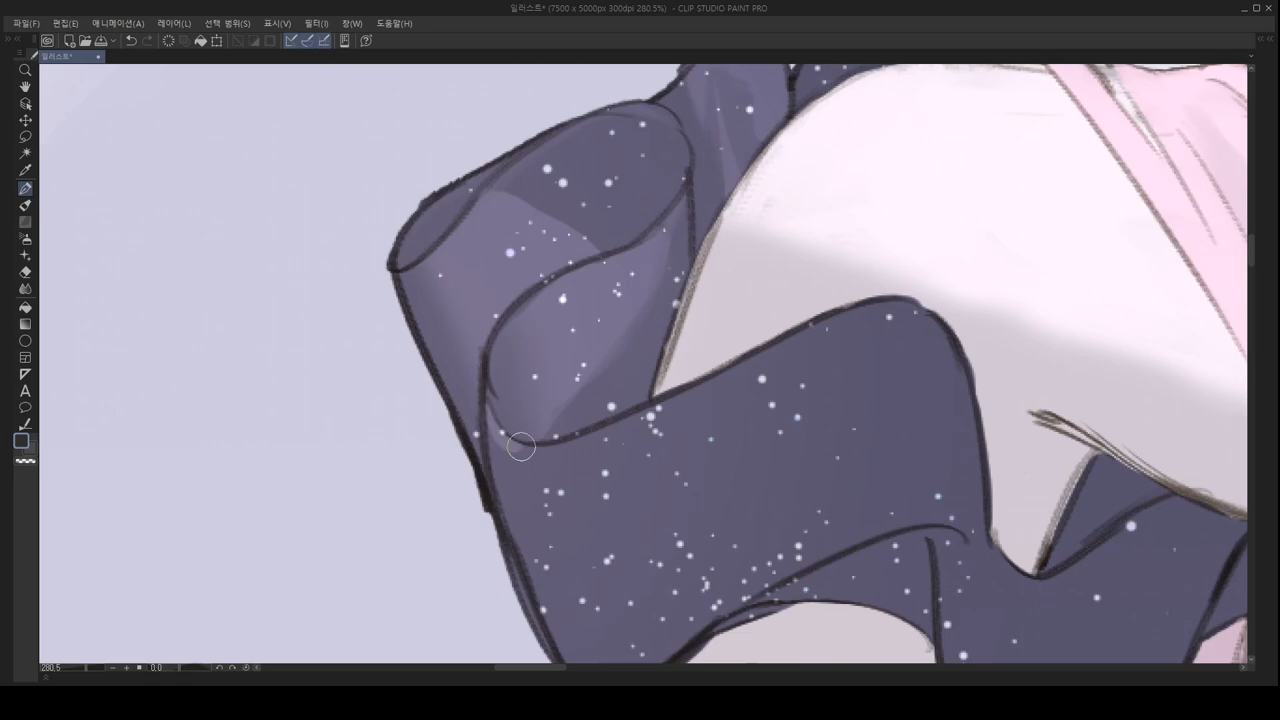 일러스트* (7500 x 5000px 300dpi 280.5%) - CLIP STUDIO PAINT PRO
파일(F) 편집(E) 애니메이션(A) 레이어(L) 선택 범위(S) 표시(V) 필터(I) 창(W) 도움말(H)
일러스트*
280.5 0.0